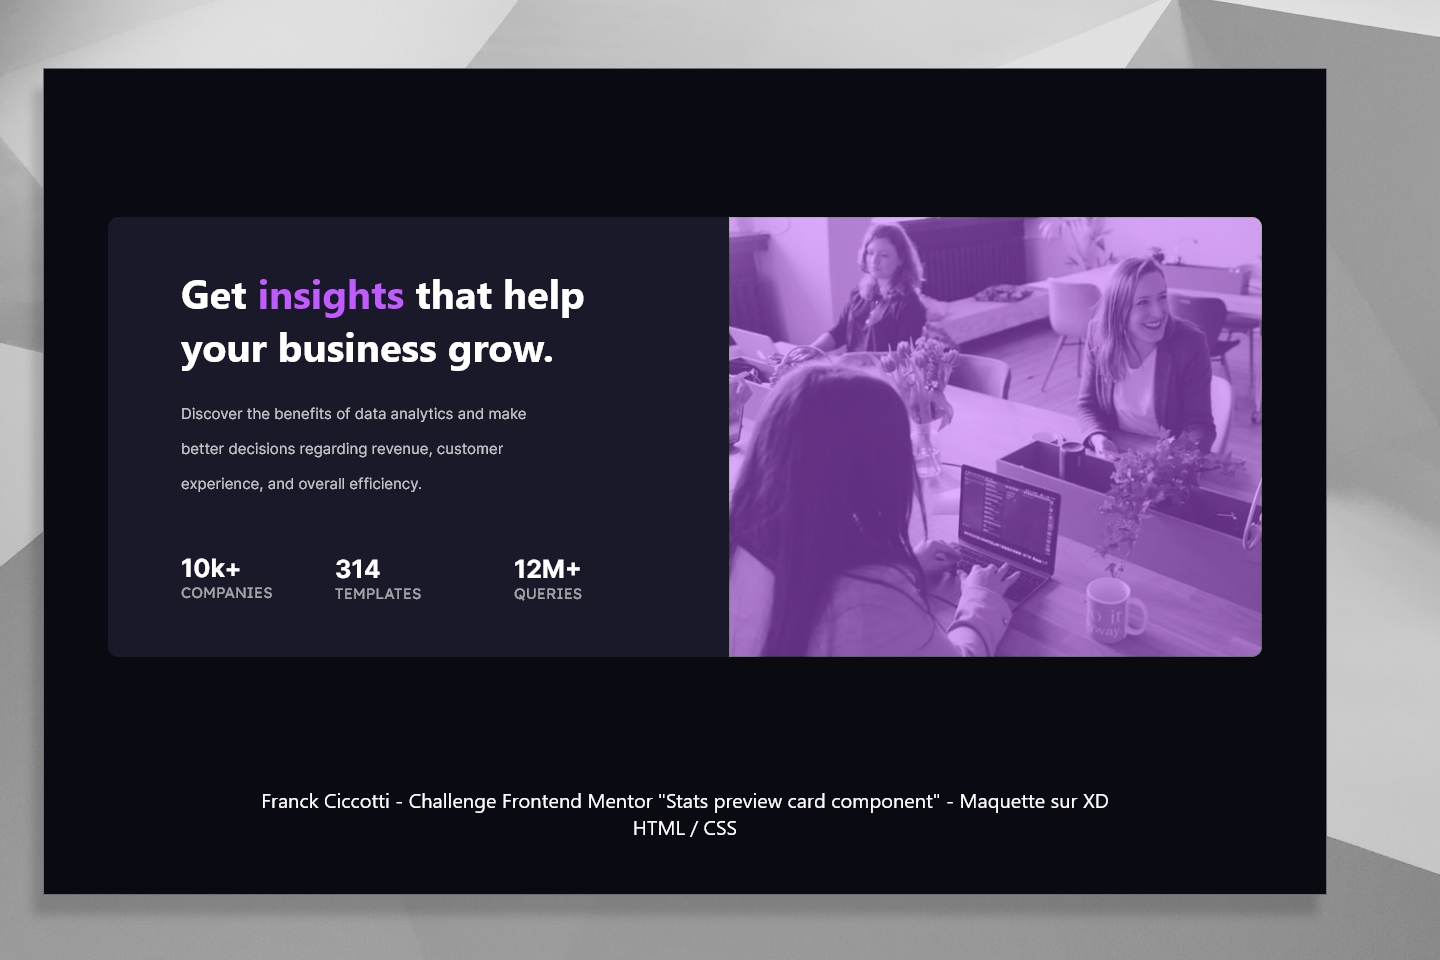 Get insights that help
your business grow.
Discover the benefits of data analytics and make
better decisions regarding revenue, customer
experience, and overall efficiency.
10k+
COMPANIES
314
TEMPLATES
12M+
QUERIES
Franck Ciccotti - Challenge Frontend Mentor "Stats preview card component" - Maquette sur XD
HTML / CSS